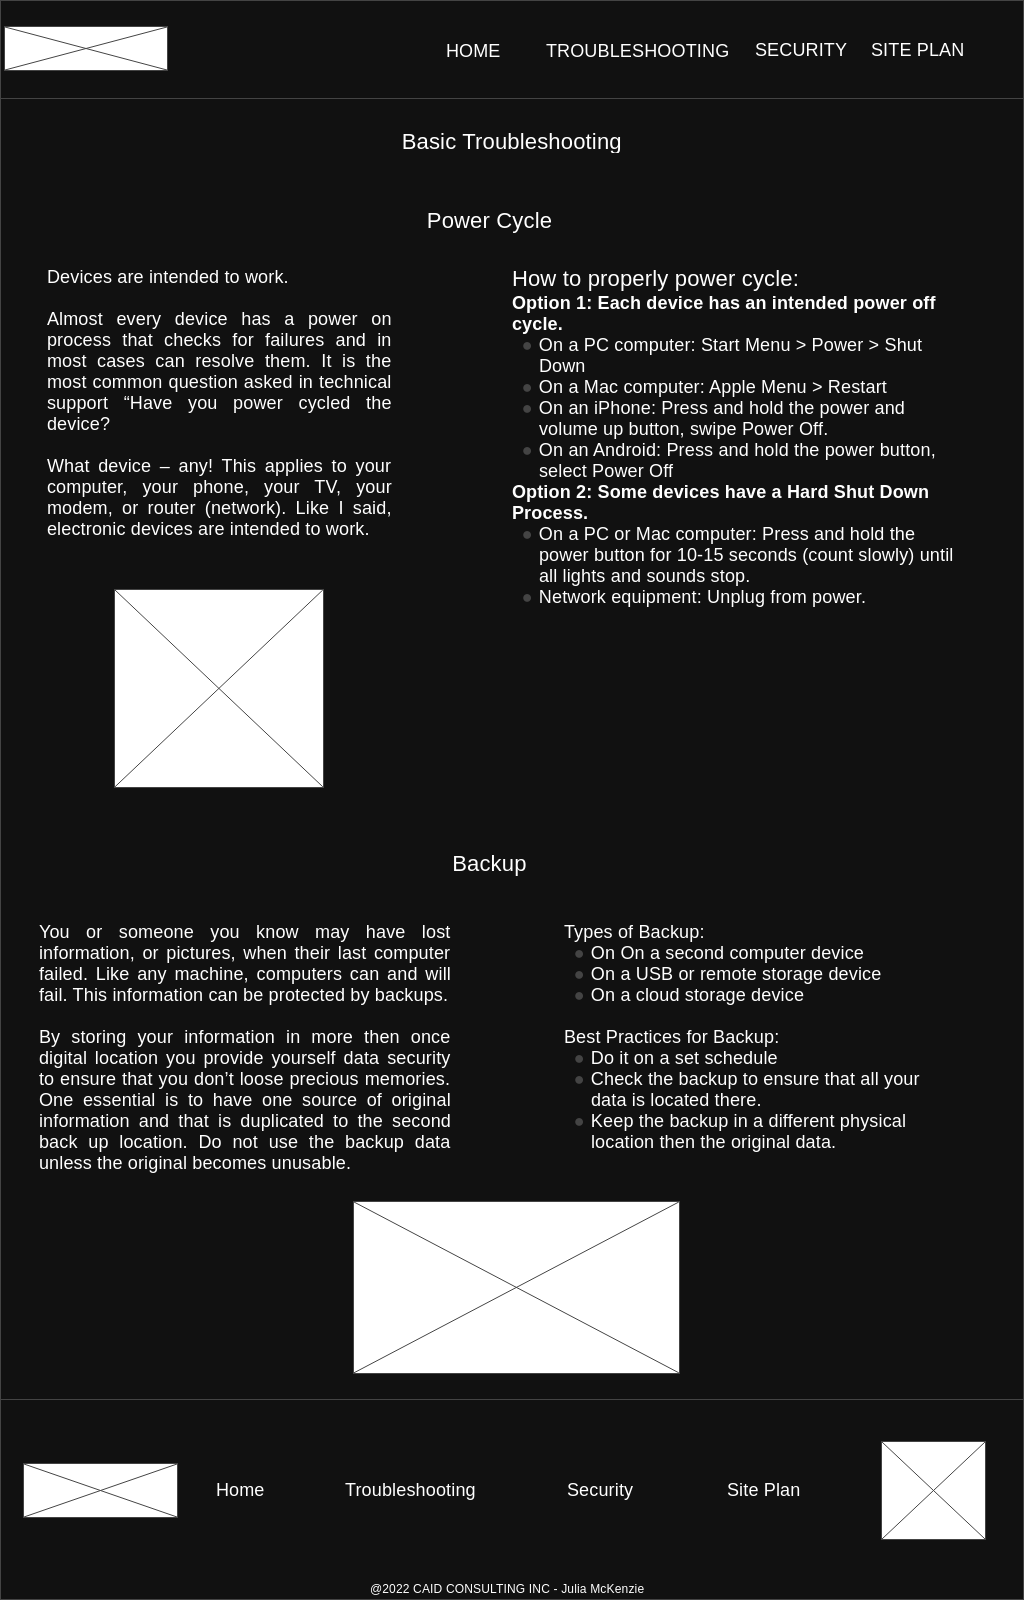 HOME TROUBLESHOOTING SECURITY SITE PLAN
Basic Troubleshooting
Power Cycle
Devices are intended to work.
Almost every device has a power on
process that checks for failures and in
most cases can resolve them. It is the
most common question asked in technical
support “Have you power cycled the
device?
What device – any! This applies to your
computer, your phone, your TV, your
modem, or router (network). Like I said,
electronic devices are intended to work.
How to properly power cycle:
Option 1: Each device has an intended power off
cycle.
● On a PC computer: Start Menu > Power > Shut
Down
● On a Mac computer: Apple Menu > Restart
● On an iPhone: Press and hold the power and
volume up button, swipe Power Off.
● On an Android: Press and hold the power button,
select Power Off
Option 2: Some devices have a Hard Shut Down
Process.
● On a PC or Mac computer: Press and hold the
power button for 10-15 seconds (count slowly) until
all lights and sounds stop.
● Network equipment: Unplug from power.
Backup
You or someone you know may have lost
information, or pictures, when their last computer
failed. Like any machine, computers can and will
fail. This information can be protected by backups.
By storing your information in more then once
digital location you provide yourself data security
to ensure that you don’t loose precious memories.
One essential is to have one source of original
information and that is duplicated to the second
back up location. Do not use the backup data
unless the original becomes unusable.
Types of Backup:
● On On a second computer device
● On a USB or remote storage device
● On a cloud storage device
Best Practices for Backup:
● Do it on a set schedule
● Check the backup to ensure that all your
data is located there.
● Keep the backup in a different physical
location then the original data.
Home Troubleshooting Security Site Plan
@2022 CAID CONSULTING INC - Julia McKenzie